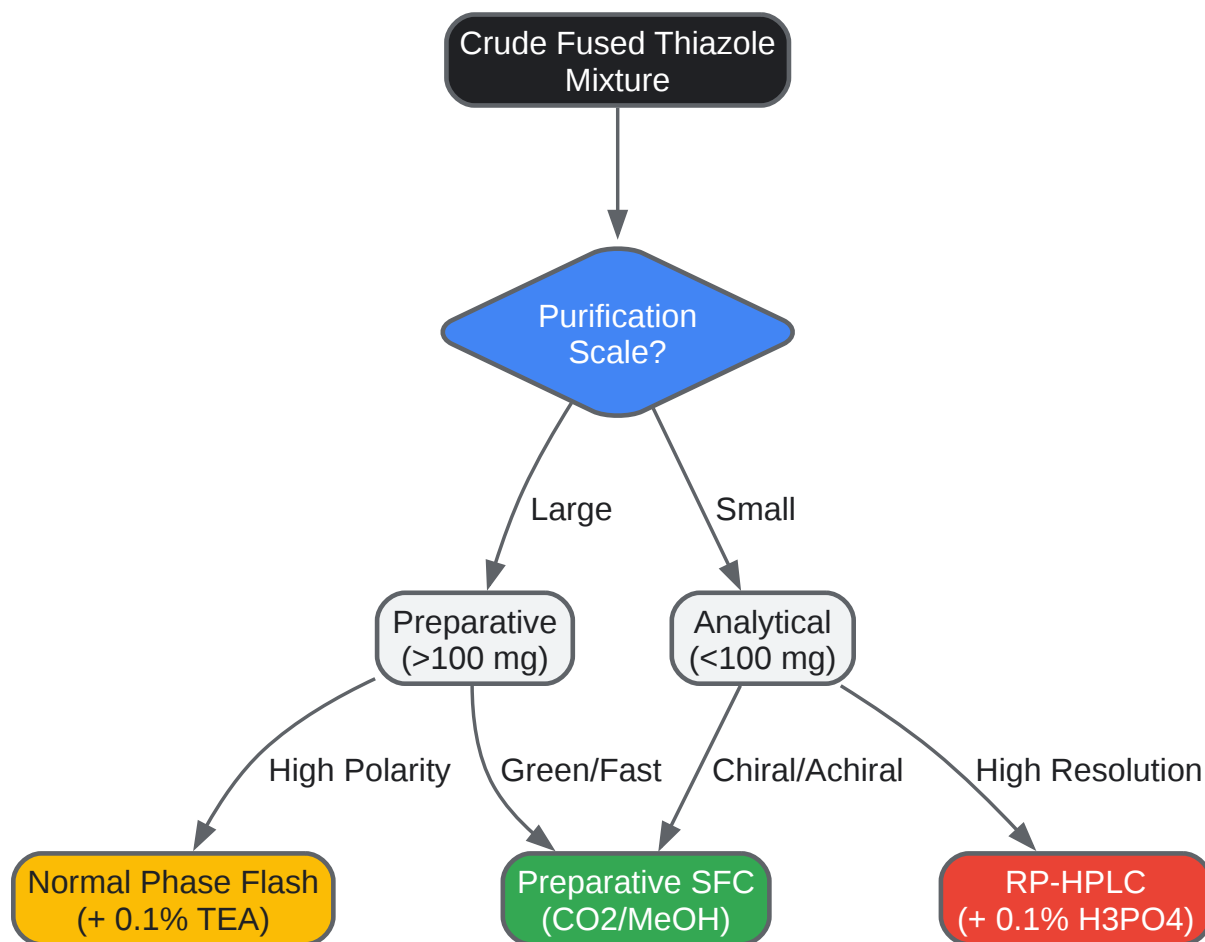 Crude Fused Thiazole
Mixture
Purification
Scale?
Large
Small
Preparative
(>100 mg)
Analytical
(<100 mg)
High Polarity
Green/Fast
Chiral/Achiral
High Resolution
Normal Phase Flash
(+ 0.1% TEA)
Preparative SFC
(CO2/MeOH)
RP-HPLC
(+ 0.1% H3PO4)